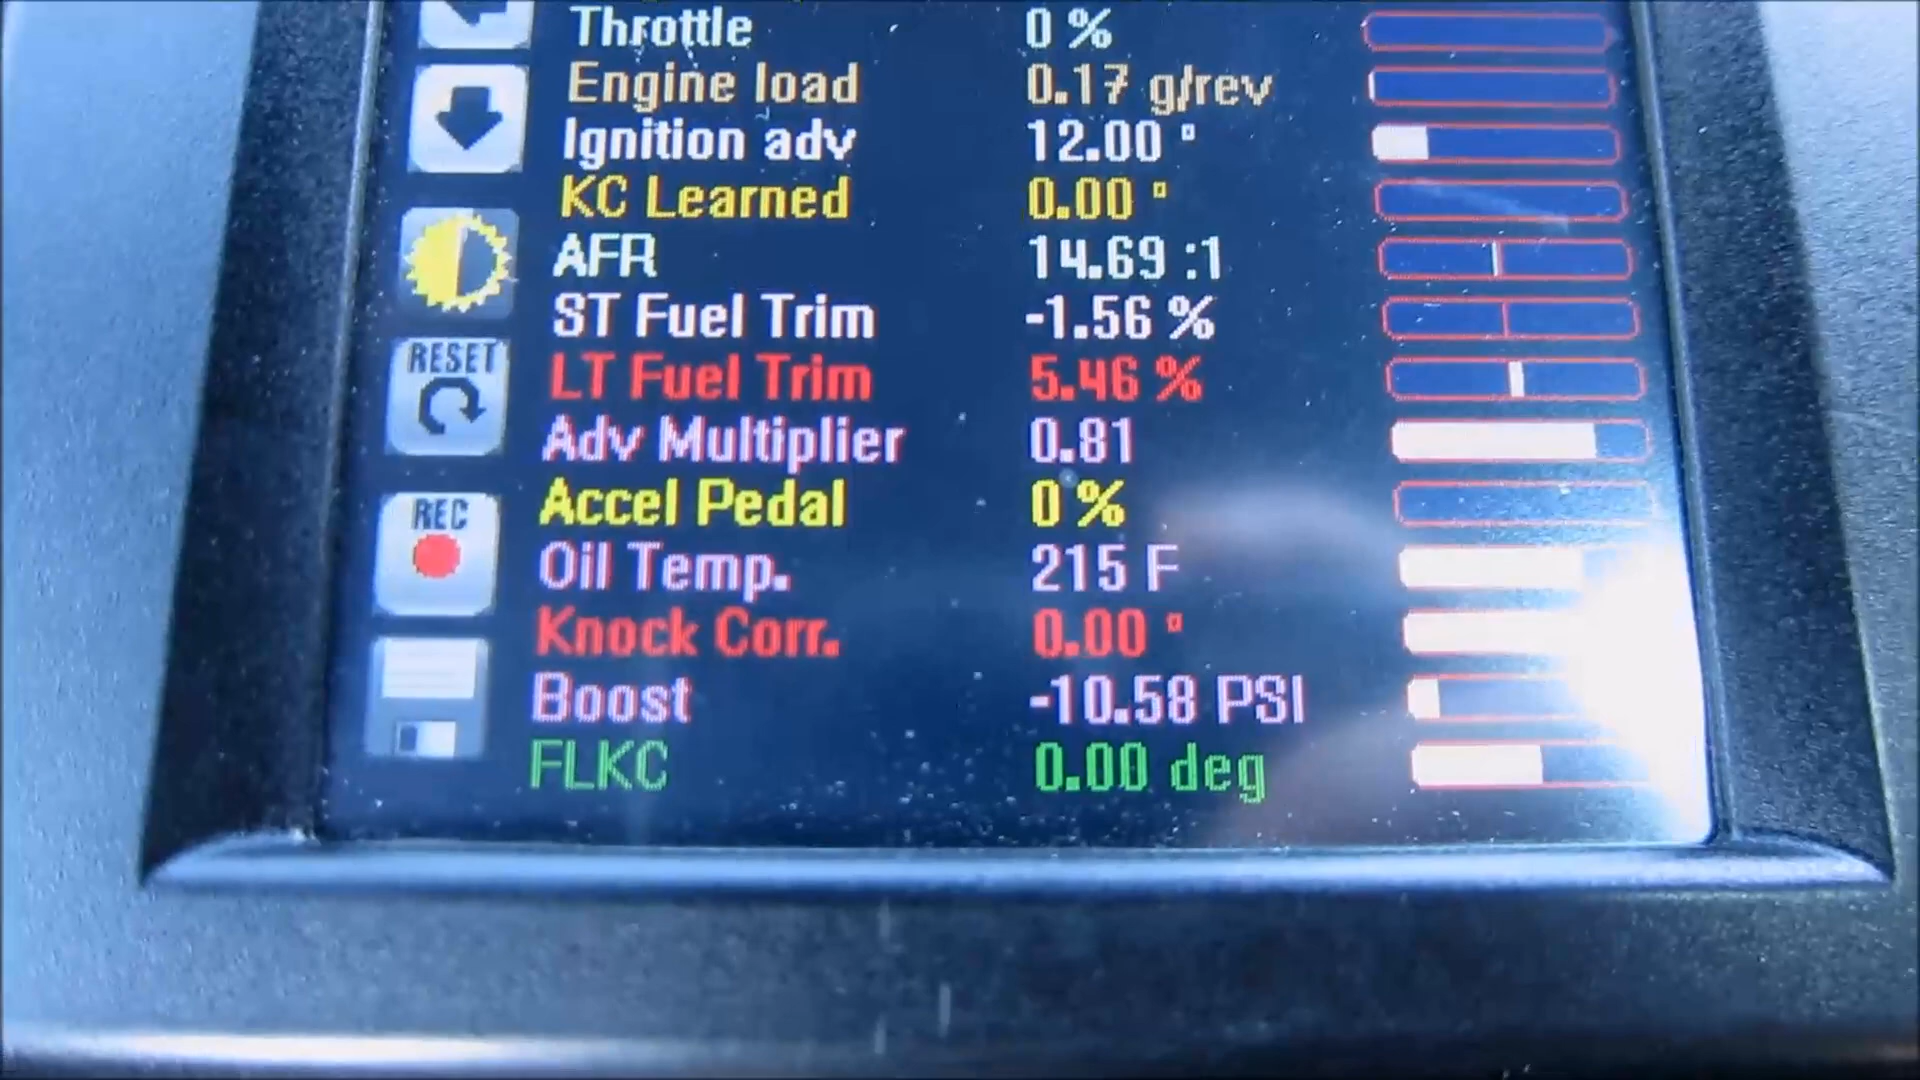 Throttle 0 %
Engine load 0.17 g/rev
Ignition adv 12.00 °
KC Learned 0.00 °
AFR 14.69 :1
ST Fuel Trim -1.56 %
RESET
LT Fuel Trim 5.46 %
Adv Multiplier 0.81
REC
Accel Pedal 0 %
Oil Temp. 215 F
Knock Corr. 0.00 °
Boost -10.58 PSI
FLKC 0.00 deg